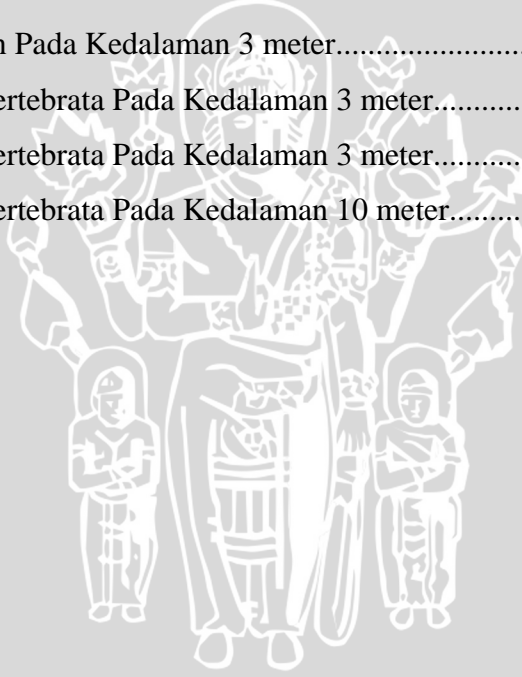 n Pada Kedalaman 3 meter.......................
ertebrata Pada Kedalaman 3 meter...........
ertebrata Pada Kedalaman 3 meter...........
ertebrata Pada Kedalaman 10 meter.........